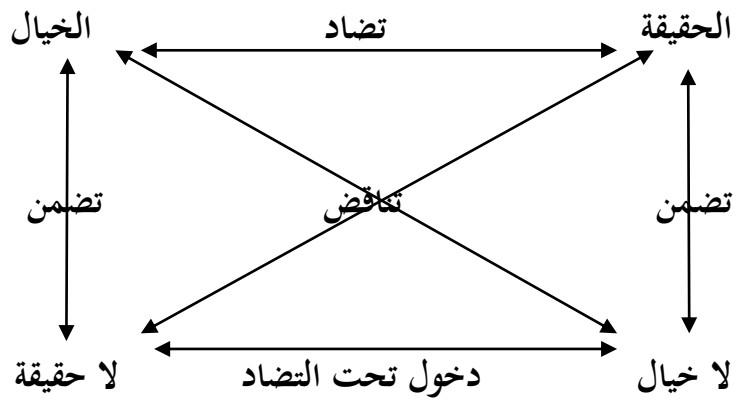 الحقيقة تضاد الخيال
تضمن تناقض تضمن
لا خيال دخول تحت التضاد لا حقيقة